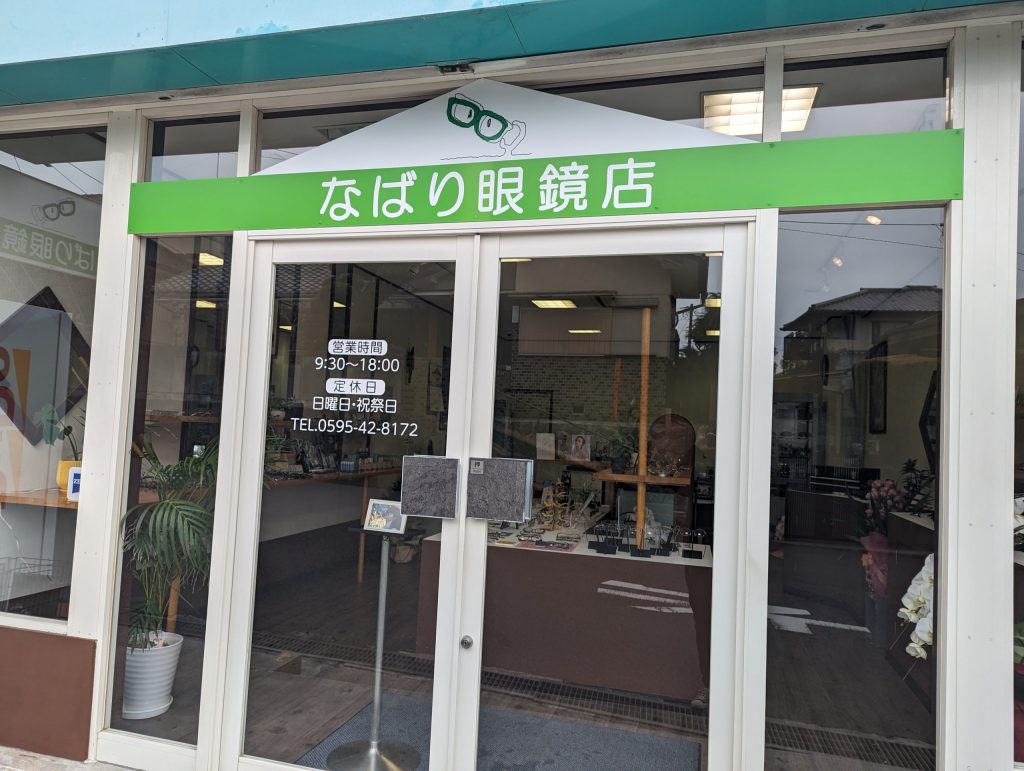 なばり眼鏡店
営業時間
9:30〜18:00
定休日
日曜日・祝祭日
TEL.0595-42-8172